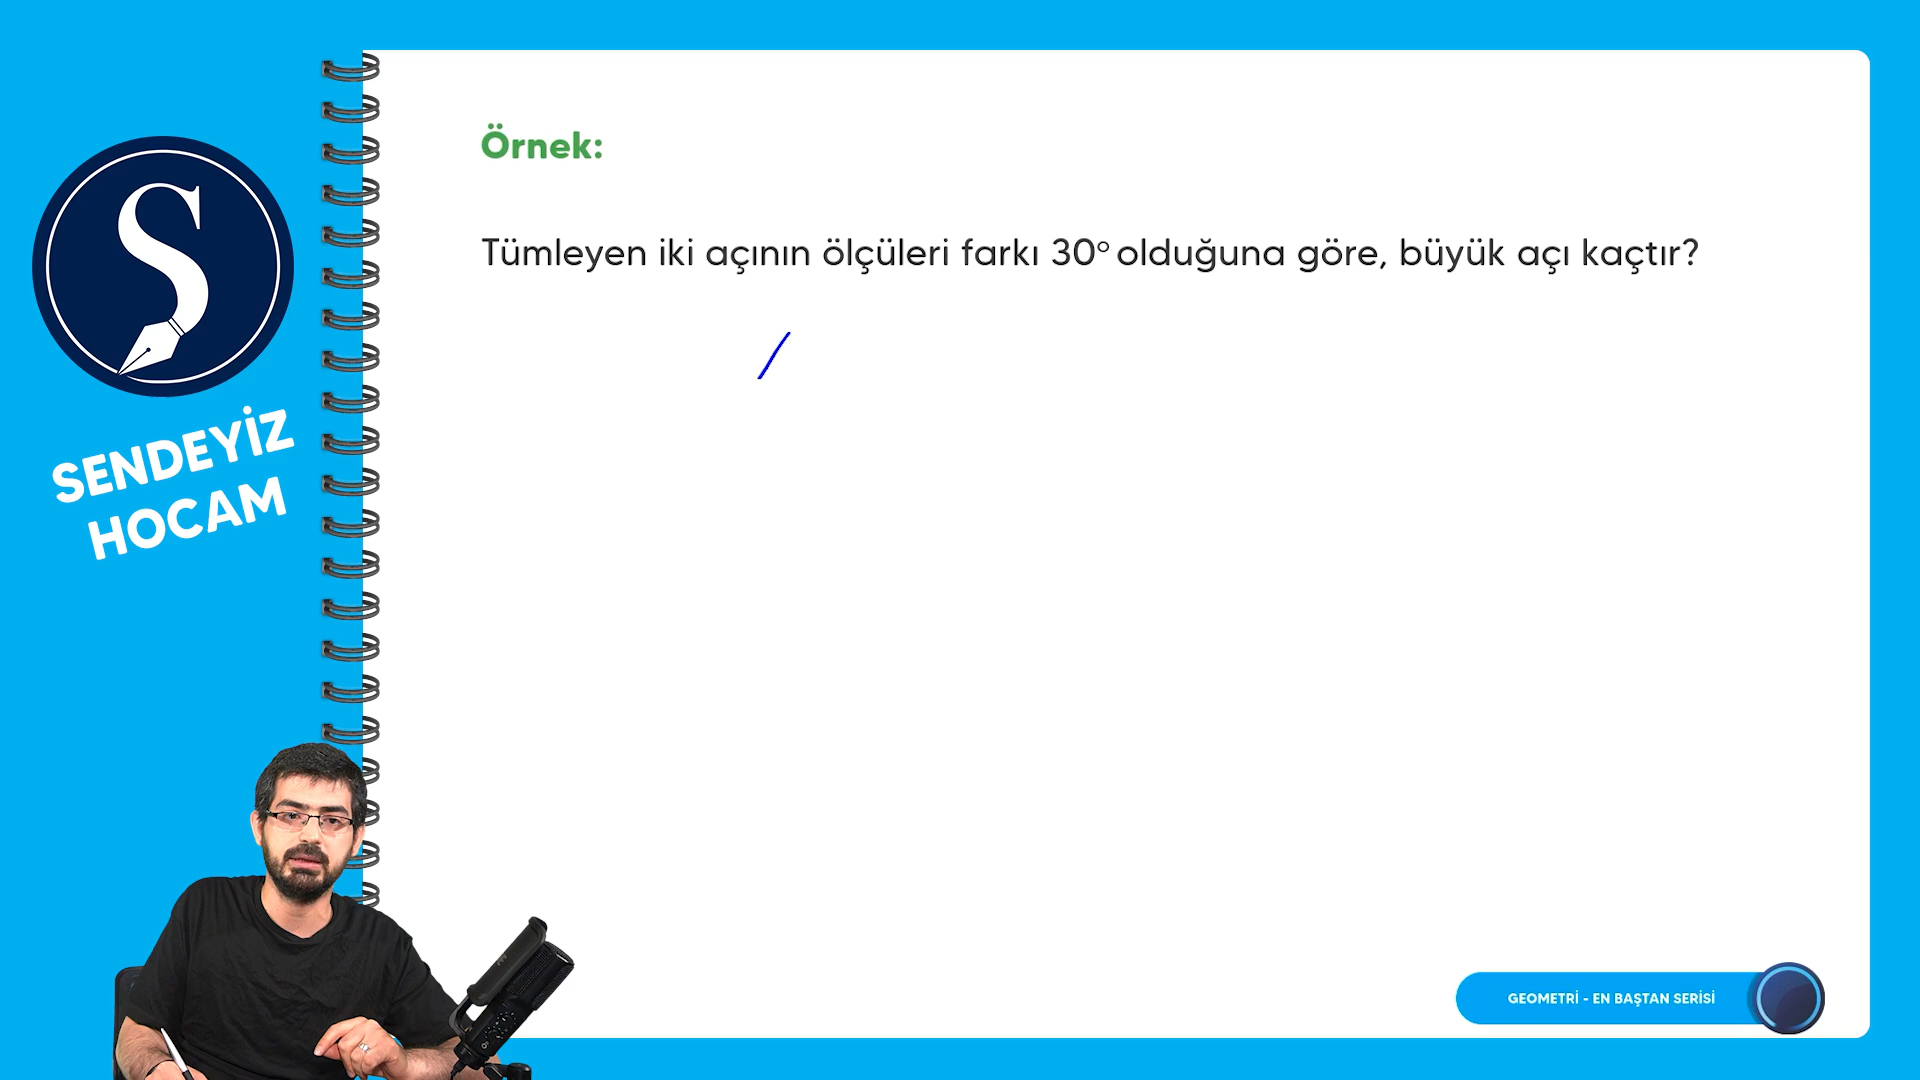 SENDEYİZ
HOCAM
Örnek:
Tümleyen iki açının ölçüleri farkı 30° olduğuna göre, büyük açı kaçtır?
GEOMETRİ - EN BAŞTAN SERİSİ